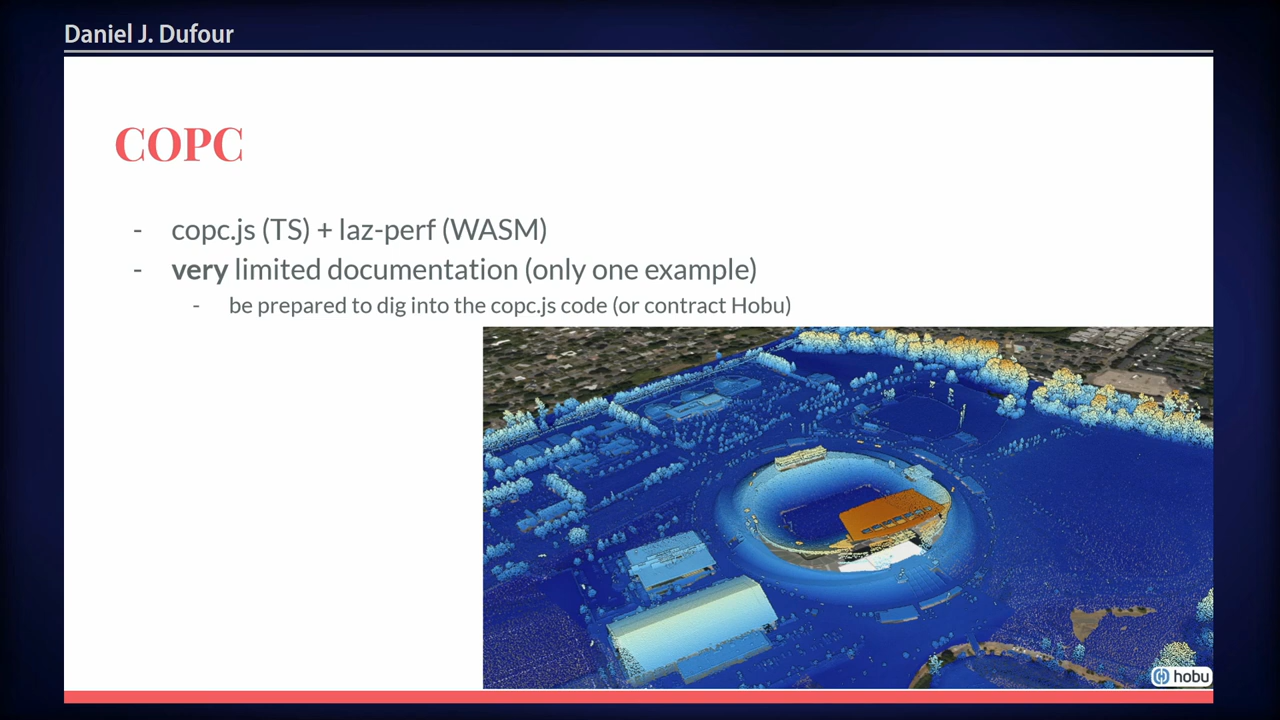 Daniel J. Dufour
COPC
- copc.js (TS) + laz-perf (WASM)
- very limited documentation (only one example)
- be prepared to dig into the copc.js code (or contract Hobu)
hobu